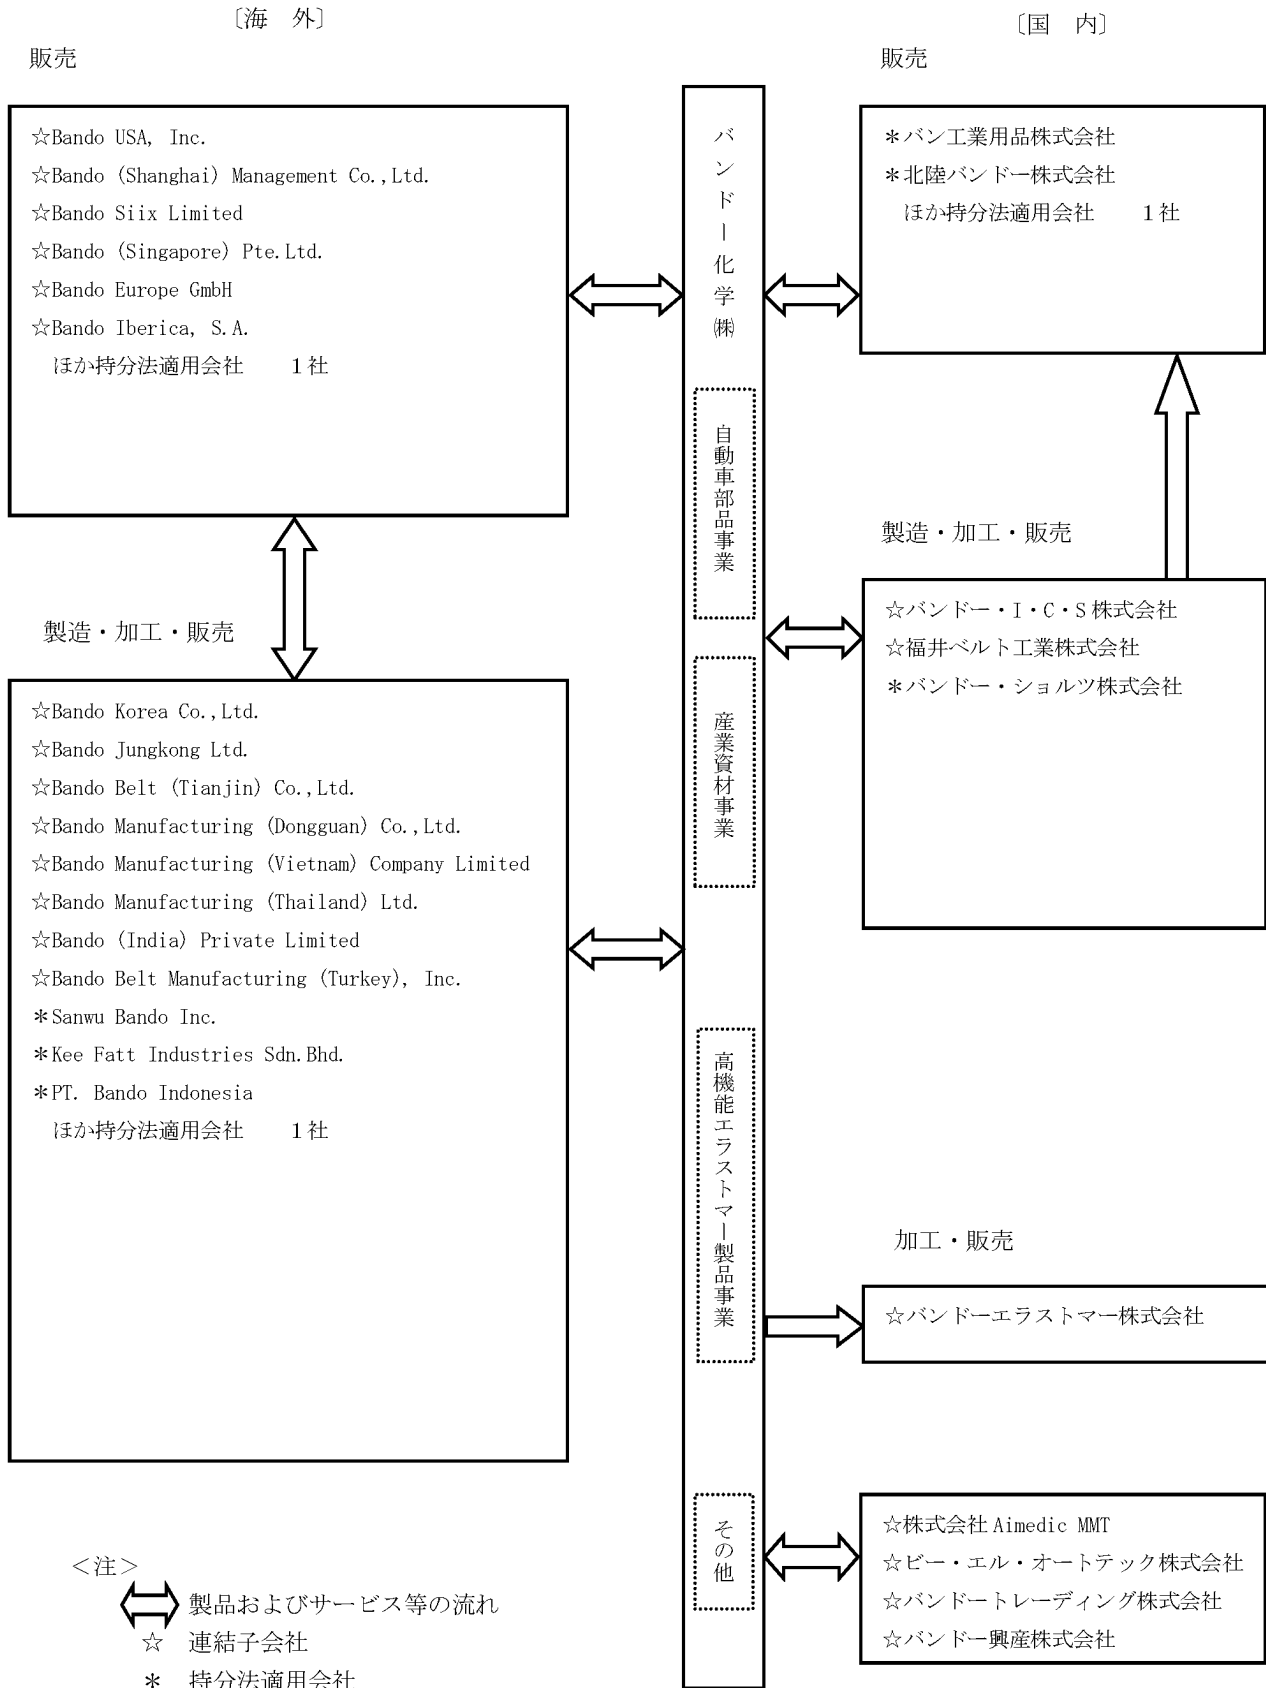 〔海　外〕
販売
☆Bando USA, Inc.
☆Bando (Shanghai) Management Co.,Ltd.
☆Bando Siix Limited
☆Bando (Singapore) Pte.Ltd.
☆Bando Europe GmbH
☆Bando Iberica, S.A.
ほか持分法適用会社　　1社
製造・加工・販売
☆Bando Korea Co.,Ltd.
☆Bando Jungkong Ltd.
☆Bando Belt (Tianjin) Co.,Ltd.
☆Bando Manufacturing (Dongguan) Co.,Ltd.
☆Bando Manufacturing (Vietnam) Company Limited
☆Bando Manufacturing (Thailand) Ltd.
☆Bando (India) Private Limited
☆Bando Belt Manufacturing (Turkey), Inc.
＊Sanwu Bando Inc.
＊Kee Fatt Industries Sdn.Bhd.
＊PT. Bando Indonesia
ほか持分法適用会社　　1社
バンドー化学㈱
自動車部品事業
産業資材事業
高機能エラストマー製品事業
その他
〔国　内〕
販売
＊バン工業用品株式会社
＊北陸バンドー株式会社
ほか持分法適用会社　　1社
製造・加工・販売
☆バンドー・I・C・S株式会社
☆福井ベルト工業株式会社
＊バンドー・ショルツ株式会社
加工・販売
☆バンドーエラストマー株式会社
☆株式会社Aimedic MMT
☆ビー・エル・オートテック株式会社
☆バンドートレーディング株式会社
☆バンドー興産株式会社
＜注＞
製品およびサービス等の流れ
☆　連結子会社
＊　持分法適用会社